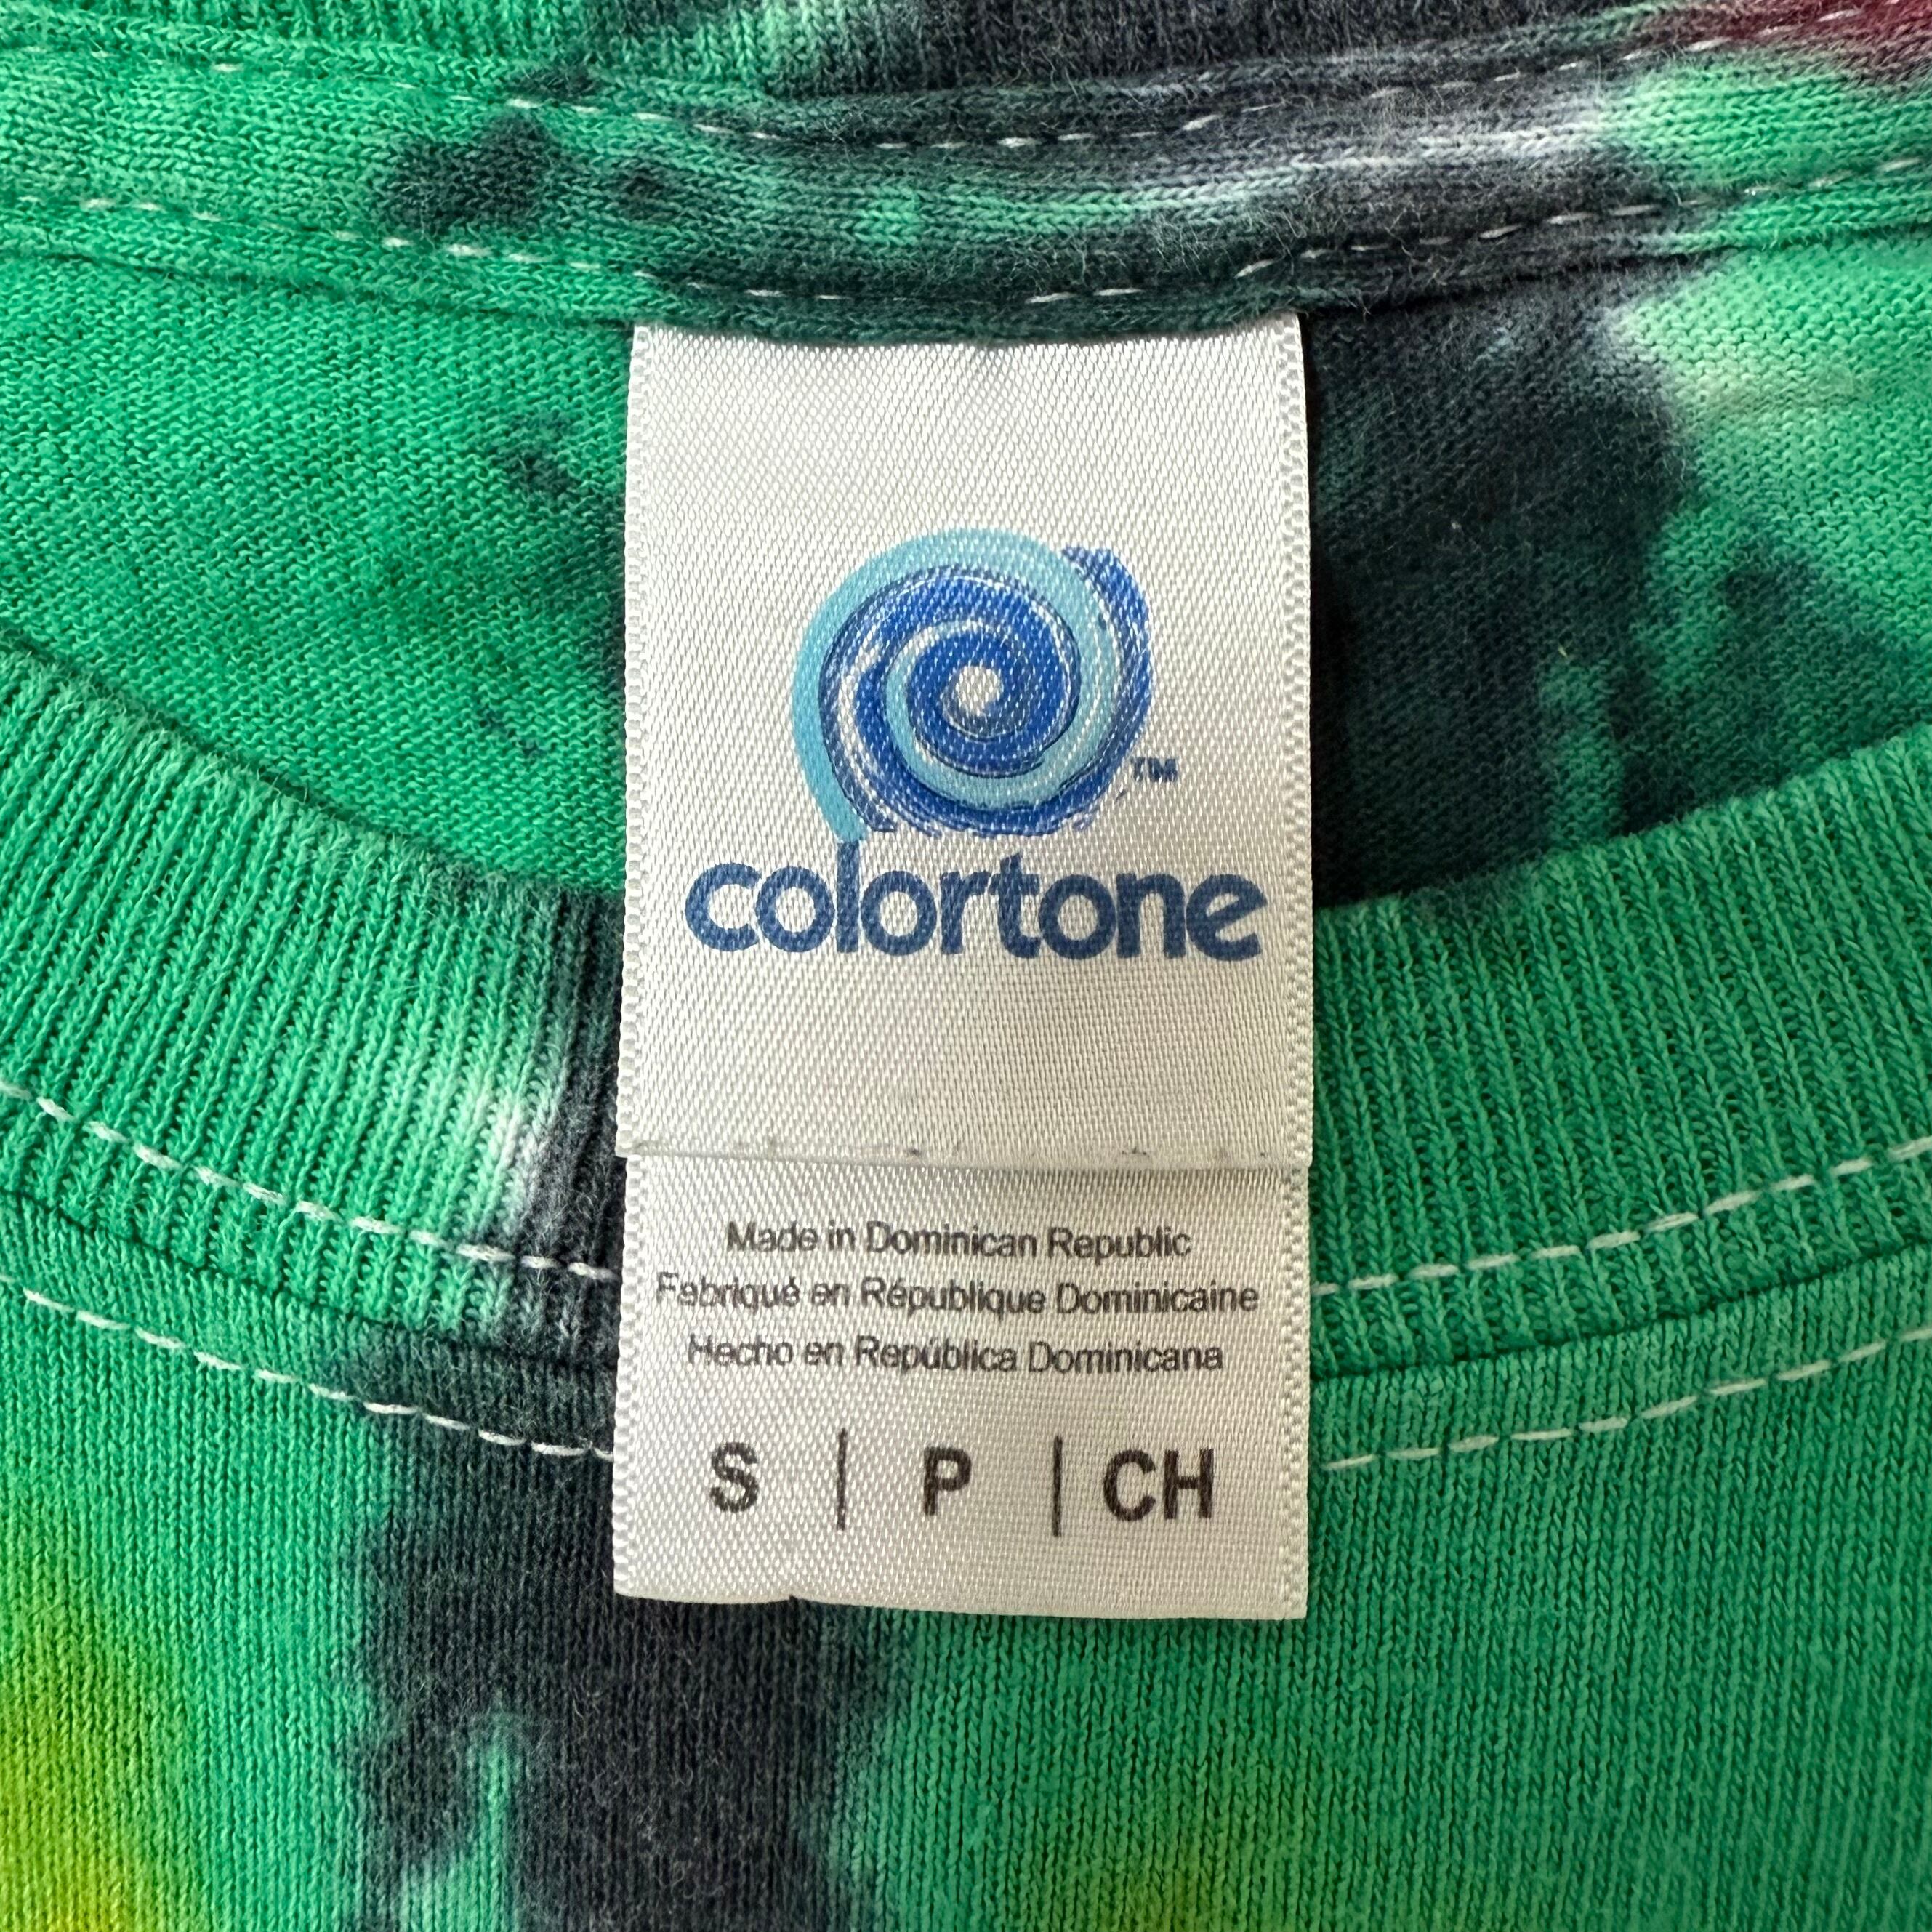 TM
colortone
Made in Dominican Republic
Fabriqué en République Dominicaine
Hecho en República Dominicana
S | P | CH